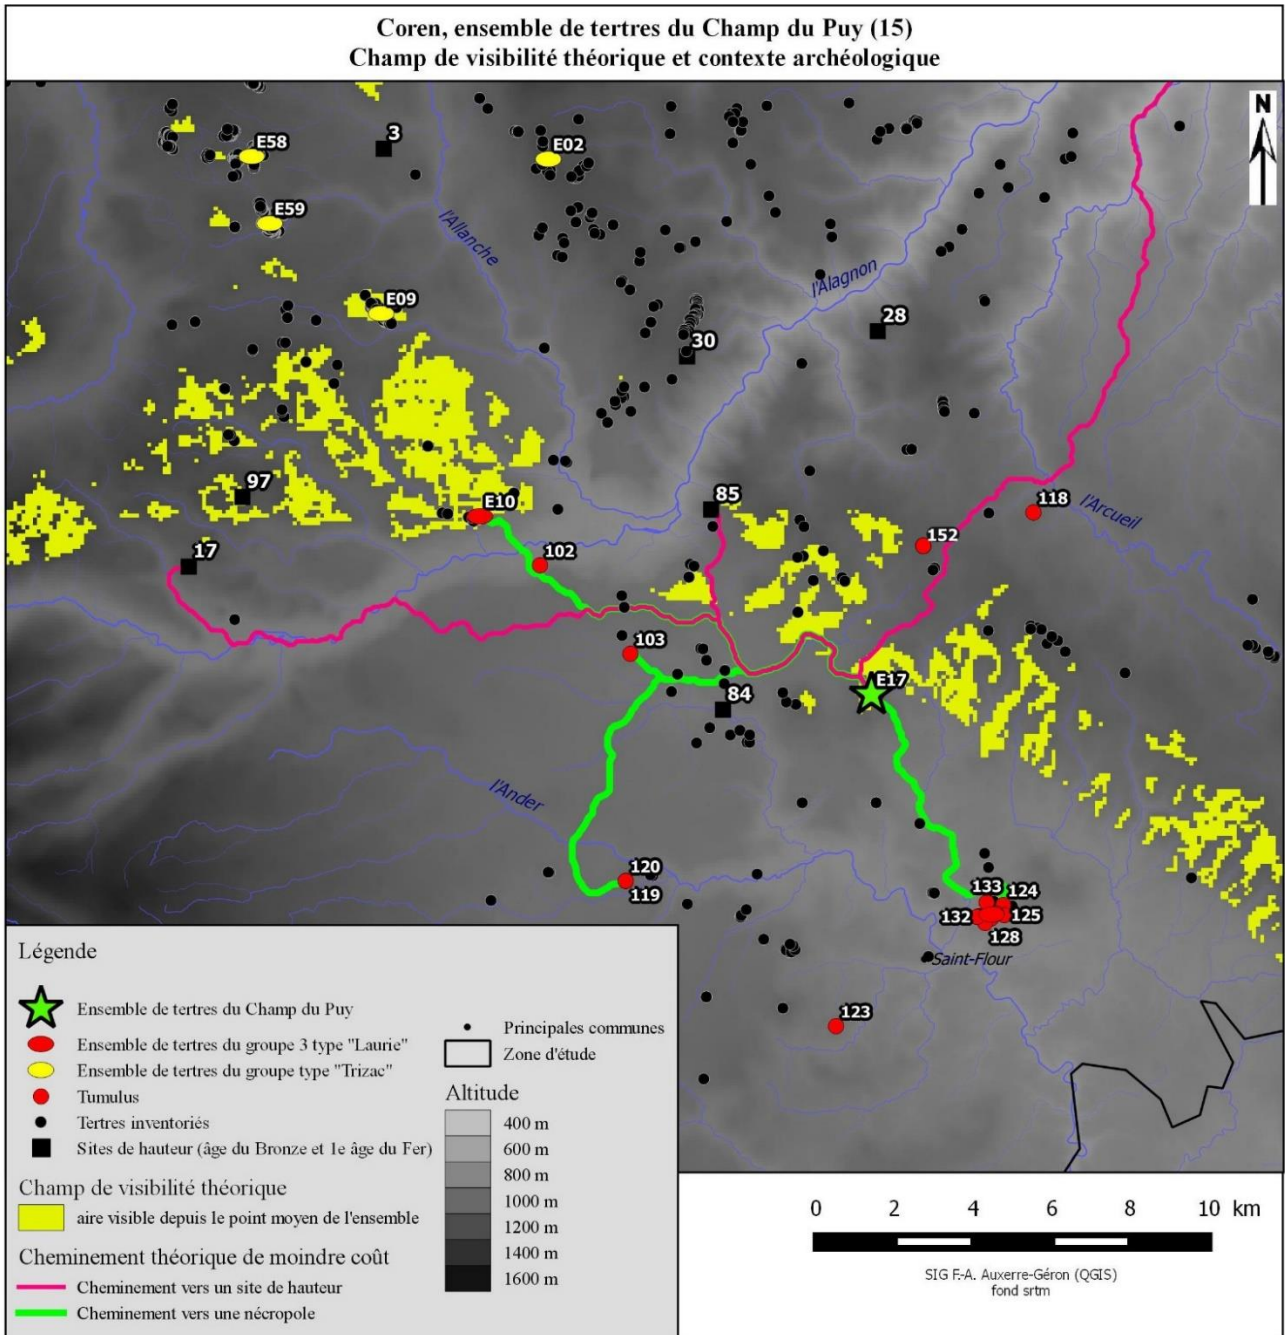 Coren, ensemble de tertres du Champ du Puy (15)
Champ de visibilité théorique et contexte archéologique
N
E58
3
E02
E59
l'Allanche
E09
l'Alagnon
28
30
97
E10
85
118
l'Arcueil
17
102
152
103
E17
84
l'Ander
120
119
133
124
132
125
128
Saint-Flour
123
Légende
Ensemble de tertres du Champ du Puy
Ensemble de tertres du groupe 3 type "Laurie"
Ensemble de tertres du groupe type "Trizac"
Tumulus
Tertres inventoriés
Sites de hauteur (âge du Bronze et 1e âge du Fer)
Champ de visibilité théorique
aire visible depuis le point moyen de l'ensemble
Cheminement théorique de moindre coût
Cheminement vers un site de hauteur
Cheminement vers une nécropole
Principales communes
Zone d'étude
Altitude
400 m
600 m
800 m
1000 m
1200 m
1400 m
1600 m
0 2 4 6 8 10 km
SIG F.-A. Auxerre-Géron (QGIS)
fond srtm